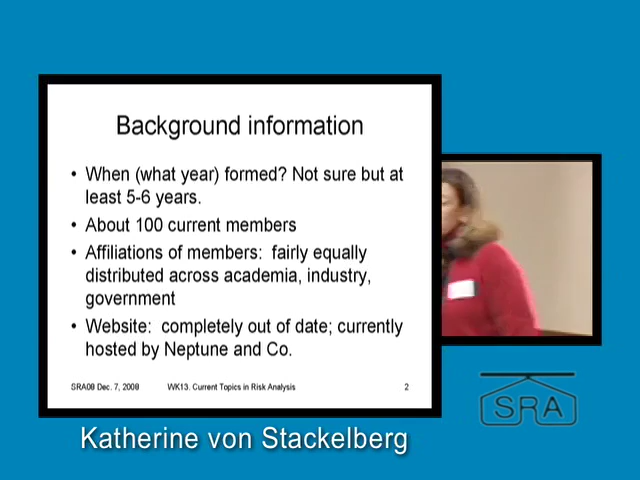 Background information
• When (what year) formed? Not sure but at
least 5-6 years.
• About 100 current members
• Affiliations of members: fairly equally
distributed across academia, industry,
government
• Website: completely out of date; currently
hosted by Neptune and Co.
SRA08 Dec. 7, 2008 WK13. Current Topics in Risk Analysis 2
SRA
Katherine von Stackelberg